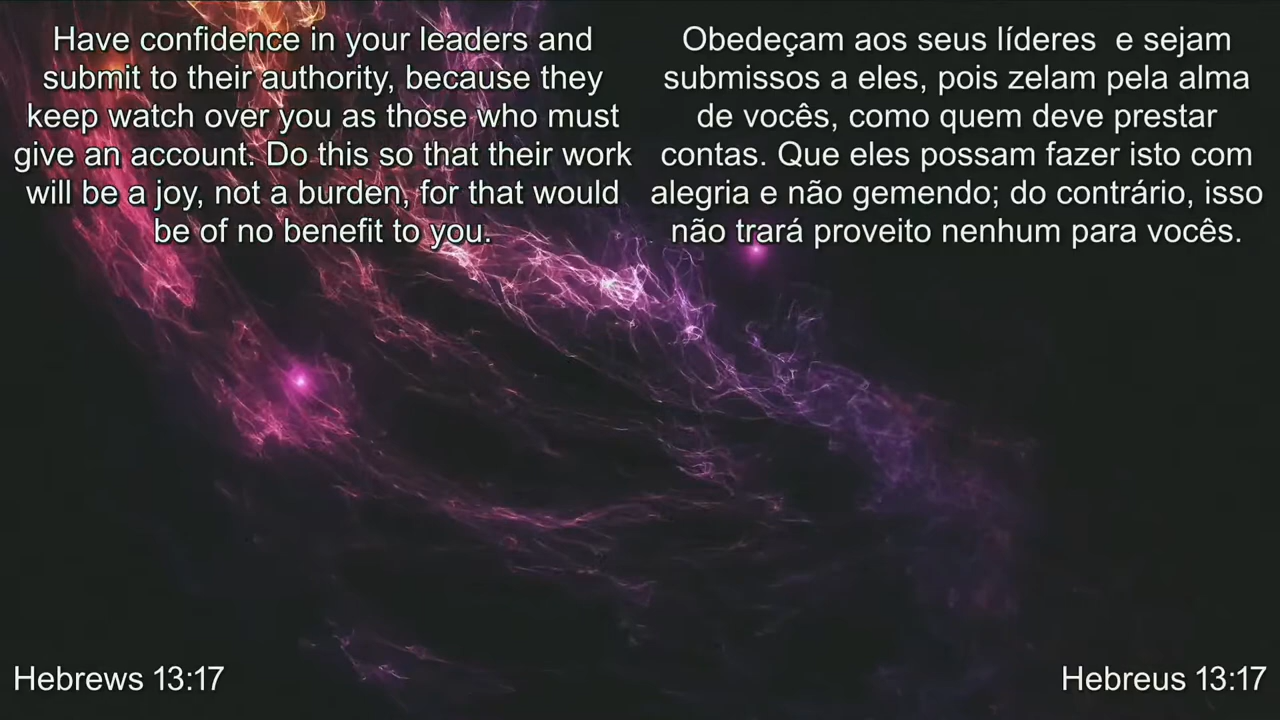 Have confidence in your leaders and
submit to their authority, because they
keep watch over you as those who must
give an account. Do this so that their work
will be a joy, not a burden, for that would
be of no benefit to you.
Obedeçam aos seus líderes  e sejam
submissos a eles, pois zelam pela alma
de vocês, como quem deve prestar
contas. Que eles possam fazer isto com
alegria e não gemendo; do contrário, isso
não trará proveito nenhum para vocês.
Hebrews 13:17
Hebreus 13:17